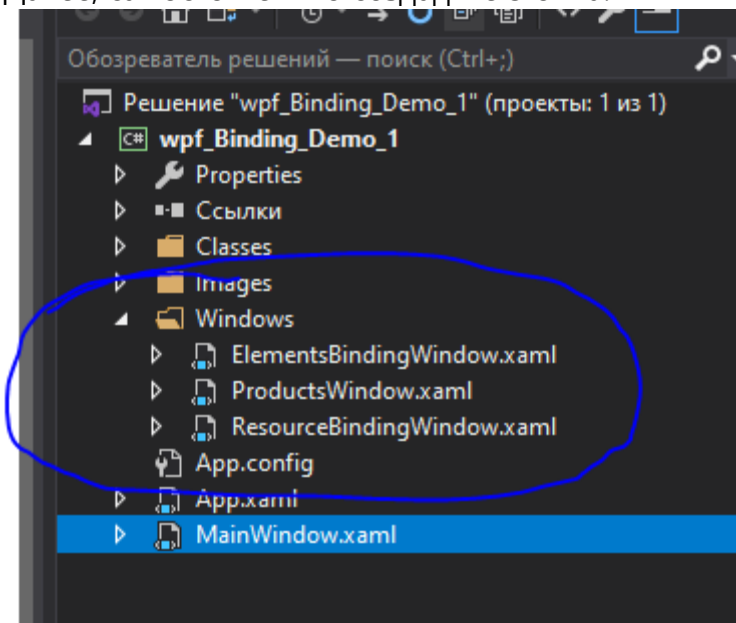 Обозреватель решений — поиск (Ctrl+;)
Решение "wpf_Binding_Demo_1" (проекты: 1 из 1)
C# wpf_Binding_Demo_1
Properties
Ссылки
Classes
Images
Windows
ElementsBindingWindow.xaml
ProductsWindow.xaml
ResourceBindingWindow.xaml
App.config
App.xaml
MainWindow.xaml